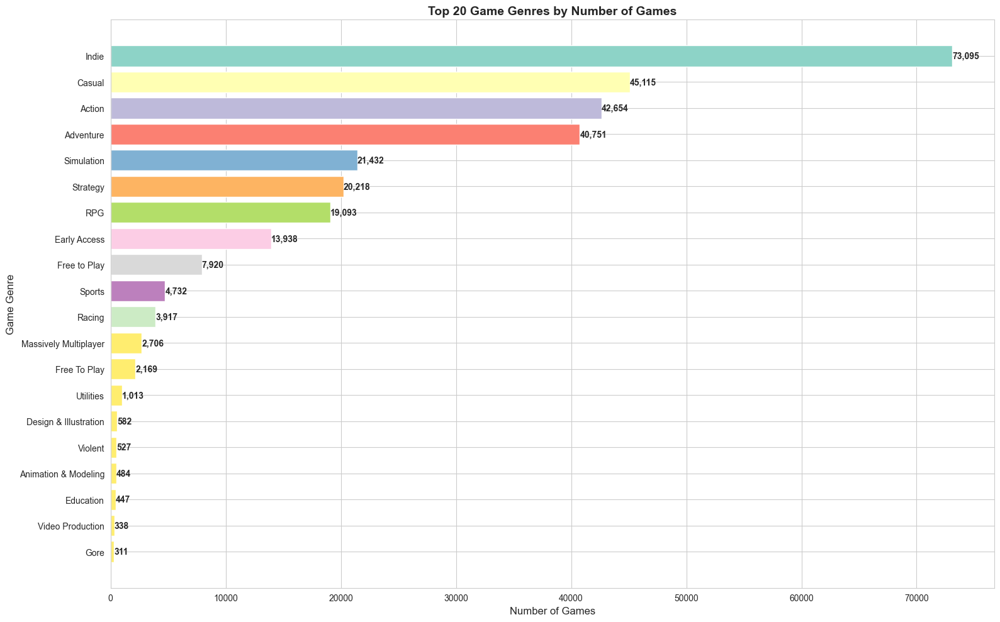 Top 20 Game Genres by Number of Games
Indie 73,095
Casual 45,115
Action 42,654
Adventure 40,751
Simulation 21,432
Strategy 20,218
RPG 19,093
Early Access 13,938
Free to Play 7,920
Sports 4,732
Racing 3,917
Massively Multiplayer 2,706
Free To Play 2,169
Utilities 1,013
Design & Illustration 582
Violent 527
Animation & Modeling 484
Education 447
Video Production 338
Gore 311
Game Genre
0 10000 20000 30000 40000 50000 60000 70000
Number of Games